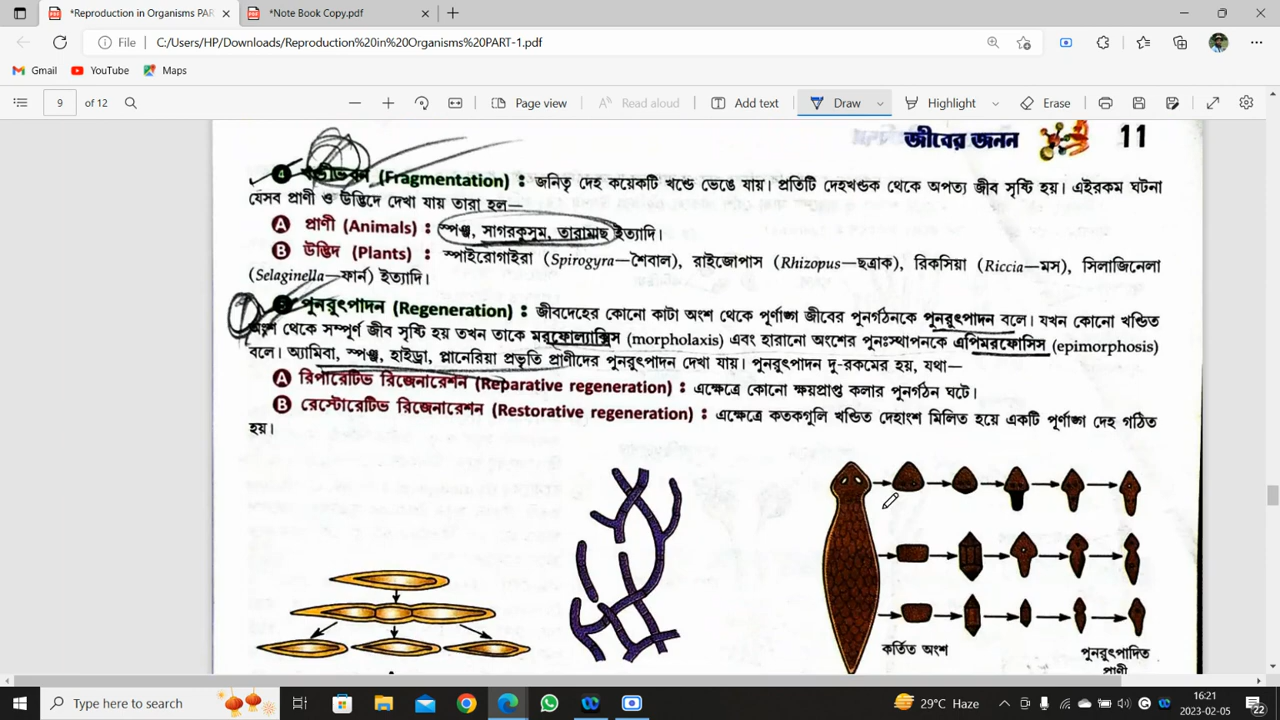 *Reproduction in Organisms PAR
*Note Book Copy.pdf
File
C:/Users/HP/Downloads/Reproduction%20in%20Organisms%20PART-1.pdf
Gmail
YouTube
Maps
9 of 12
Page view
Read aloud
Add text
Draw
Highlight
Erase
জীবের জনন 11
(Fragmentation) : জনিতৃ দেহ কয়েকটি খন্ডে ভেঙে যায়। প্রতিটি দেহখণ্ডক থেকে অপত্য জীব সৃষ্টি হয়। এইরকম ঘটনা
যেসব প্রাণী ও উদ্ভিদে দেখা যায় তারা হল—
A প্রাণী (Animals) : স্পঞ্জ, সাগরকুসুম, তারামাছ ইত্যাদি।
B উদ্ভিদ (Plants) : স্পাইরোগাইরা (Spirogyra—শৈবাল), রাইজোপাস (Rhizopus—ছত্রাক), রিকসিয়া (Riccia—মস), সিলাজিনেলা
(Selaginella—ফার্ন) ইত্যাদি।
পুনরুৎপাদন (Regeneration) : জীবদেহের কোনো কাটা অংশ থেকে পূর্ণাঙ্গ জীবের পুনর্গঠনকে পুনরুৎপাদন বলে। যখন কোনো খণ্ডিত
অংশ থেকে সম্পূর্ণ জীব সৃষ্টি হয় তখন তাকে মরফোল্যাক্সিস (morpholaxis) এবং হারানো অংশের পুনঃস্থাপনকে এপিমরফোসিস (epimorphosis)
বলে। অ্যামিবা, স্পঞ্জ, হাইড্রা, প্লানেরিয়া প্রভৃতি প্রাণীদের পুনরুৎপাদন দেখা যায়। পুনরুৎপাদন দু-রকমের হয়, যথা—
A রিপারেটিভ রিজেনারেশন (Reparative regeneration) : এক্ষেত্রে কোনো ক্ষয়প্রাপ্ত কলার পুনর্গঠন ঘটে।
B রেস্টোরেটিভ রিজেনারেশন (Restorative regeneration) : এক্ষেত্রে কতকগুলি খণ্ডিত দেহাংশ মিলিত হয়ে একটি পূর্ণাঙ্গ দেহ গঠিত
হয়।
কর্তিত অংশ
পুনরুৎপাদিত
প্রাণী
Type here to search
29°C Haze
16:21
2023-02-05
22